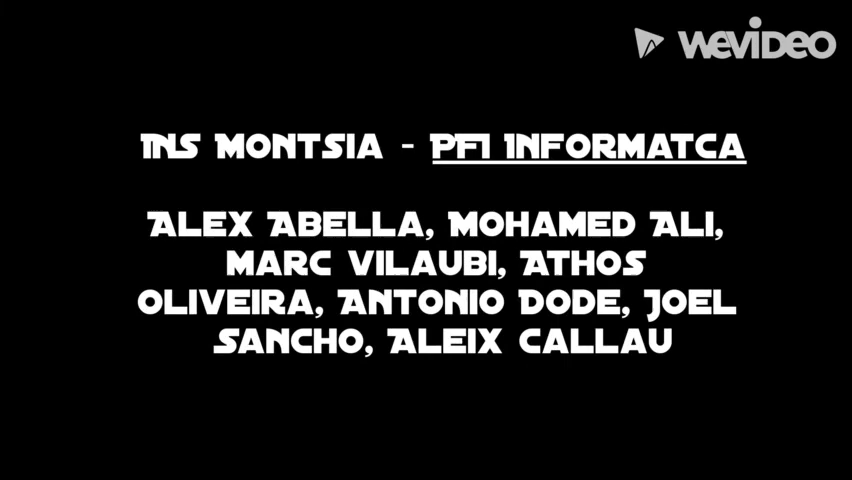 WeVideo
INS Montsia - PFI Informatca
Alex Abella, Mohamed Ali,
Marc Vilaubi, Athos
Oliveira, Antonio Dode, Joel
Sancho, Aleix Callau